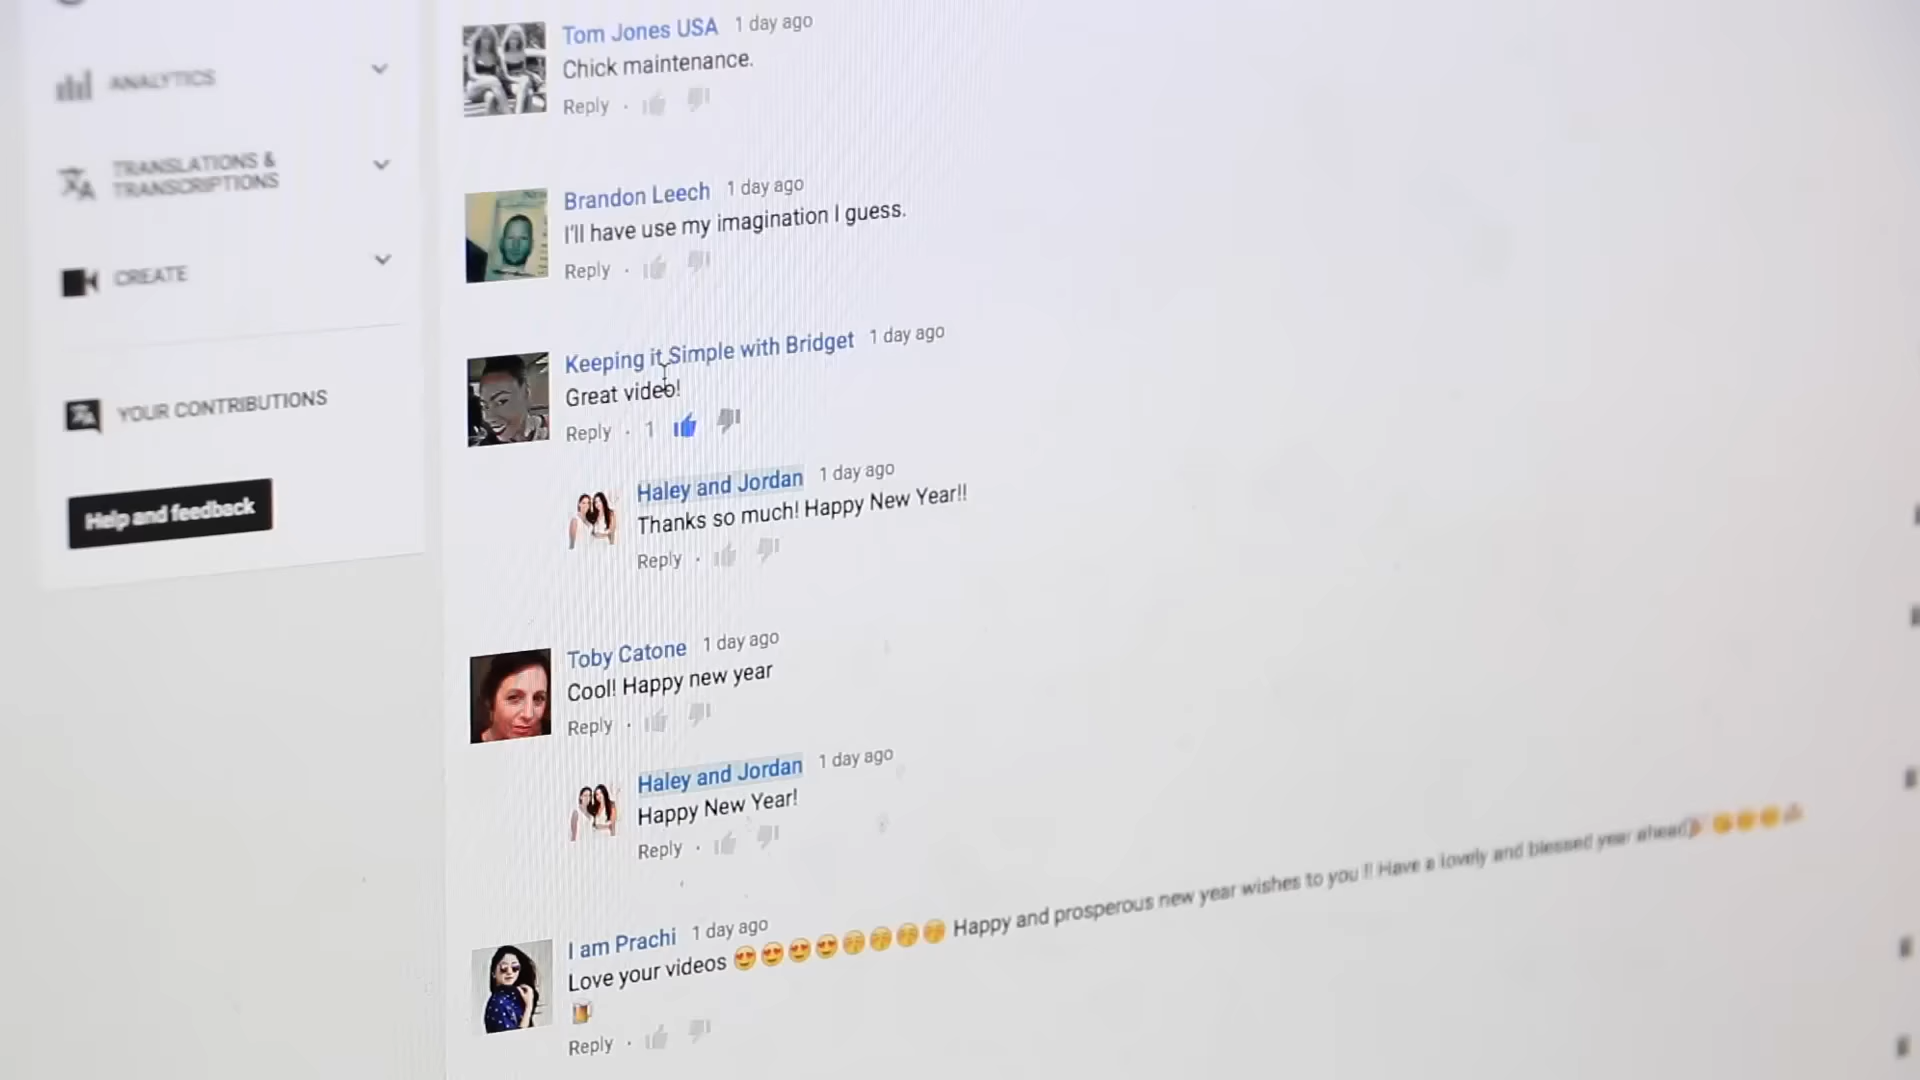 ANALYTICS
TRANSLATIONS &
TRANSCRIPTIONS
CREATE
YOUR CONTRIBUTIONS
Help and feedback
Tom Jones USA 1 day ago
Chick maintenance.
Reply
Brandon Leech 1 day ago
I'll have use my imagination I guess.
Reply
Keeping it Simple with Bridget 1 day ago
Great video!
Reply · 1
Haley and Jordan 1 day ago
Thanks so much! Happy New Year!!
Reply
Toby Catone 1 day ago
Cool! Happy new year
Reply
Haley and Jordan 1 day ago
Happy New Year!
Reply
I am Prachi 1 day ago
Love your videos 😍😍😍😍😚😚😚😚 Happy and prosperous new year wishes to you !! Have a lovely and blessed year ahead
🍺
Reply